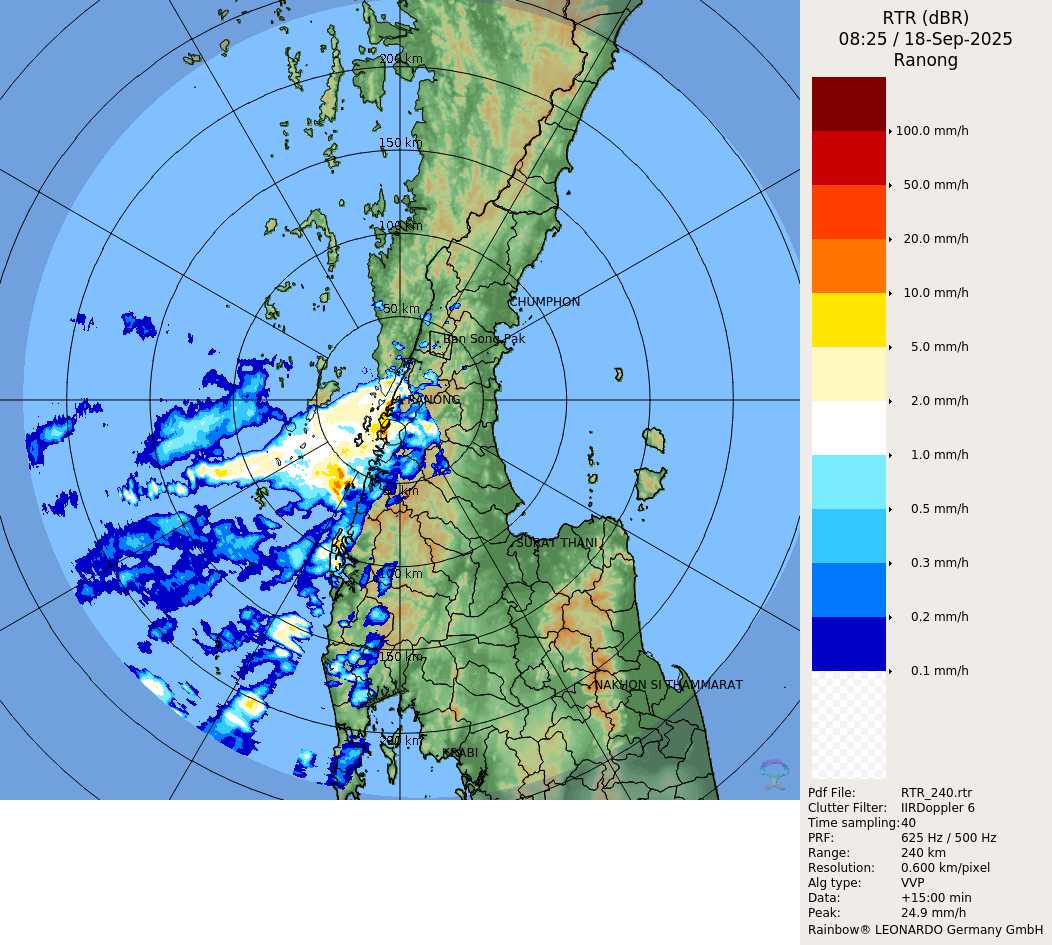 RTR (dBR)
08:25 / 18-Sep-2025
Ranong
200 km
150 km
100 km
50 km
CHUMPHON
Ban Song Pak
RANONG
50 km
SURAT THANI
100 km
150 km
NAKHON SI THAMMARAT
200 km
KRABI
100.0 mm/h
50.0 mm/h
20.0 mm/h
10.0 mm/h
5.0 mm/h
2.0 mm/h
1.0 mm/h
0.5 mm/h
0.3 mm/h
0.2 mm/h
0.1 mm/h
Pdf File: RTR_240.rtr
Clutter Filter: IIRDoppler 6
Time sampling:40
PRF: 625 Hz / 500 Hz
Range: 240 km
Resolution: 0.600 km/pixel
Alg type: VVP
Data: +15:00 min
Peak: 24.9 mm/h
Rainbow® LEONARDO Germany GmbH